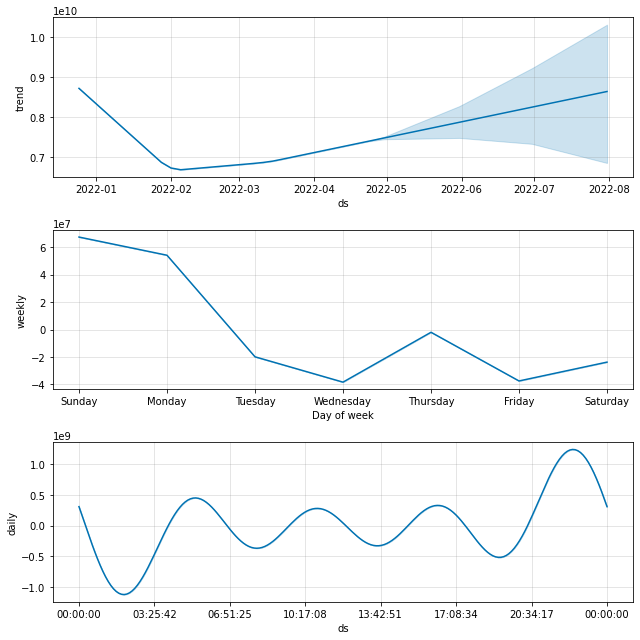 1e10
1.0
0.9
trend
0.8
0.7
2022-01 2022-02 2022-03 2022-04 2022-05 2022-06 2022-07 2022-08
ds
1e7
6
4
2
weekly
0
−2
−4
Sunday Monday Tuesday Wednesday Thursday Friday Saturday
Day of week
1e9
1.0
0.5
daily
0.0
−0.5
−1.0
00:00:00 03:25:42 06:51:25 10:17:08 13:42:51 17:08:34 20:34:17 00:00:00
ds